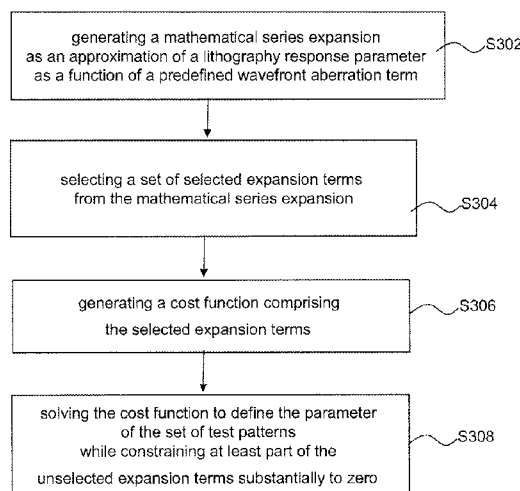 generating a mathematical series expansion
as an approximation of a lithography response parameter
as a function of a predefined wavefront aberration term
S302
selecting a set of selected expansion terms
from the mathematical series expansion
S304
generating a cost function comprising
the selected expansion terms
S306
solving the cost function to define the parameter
of the set of test patterns
while constraining at least part of the
unselected expansion terms substantially to zero
S308